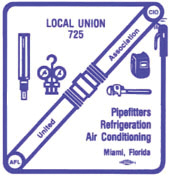 LOCAL UNION
725
CIO
United Association
AFL
Pipefitters
Refrigeration
Air Conditioning
Miami, Florida